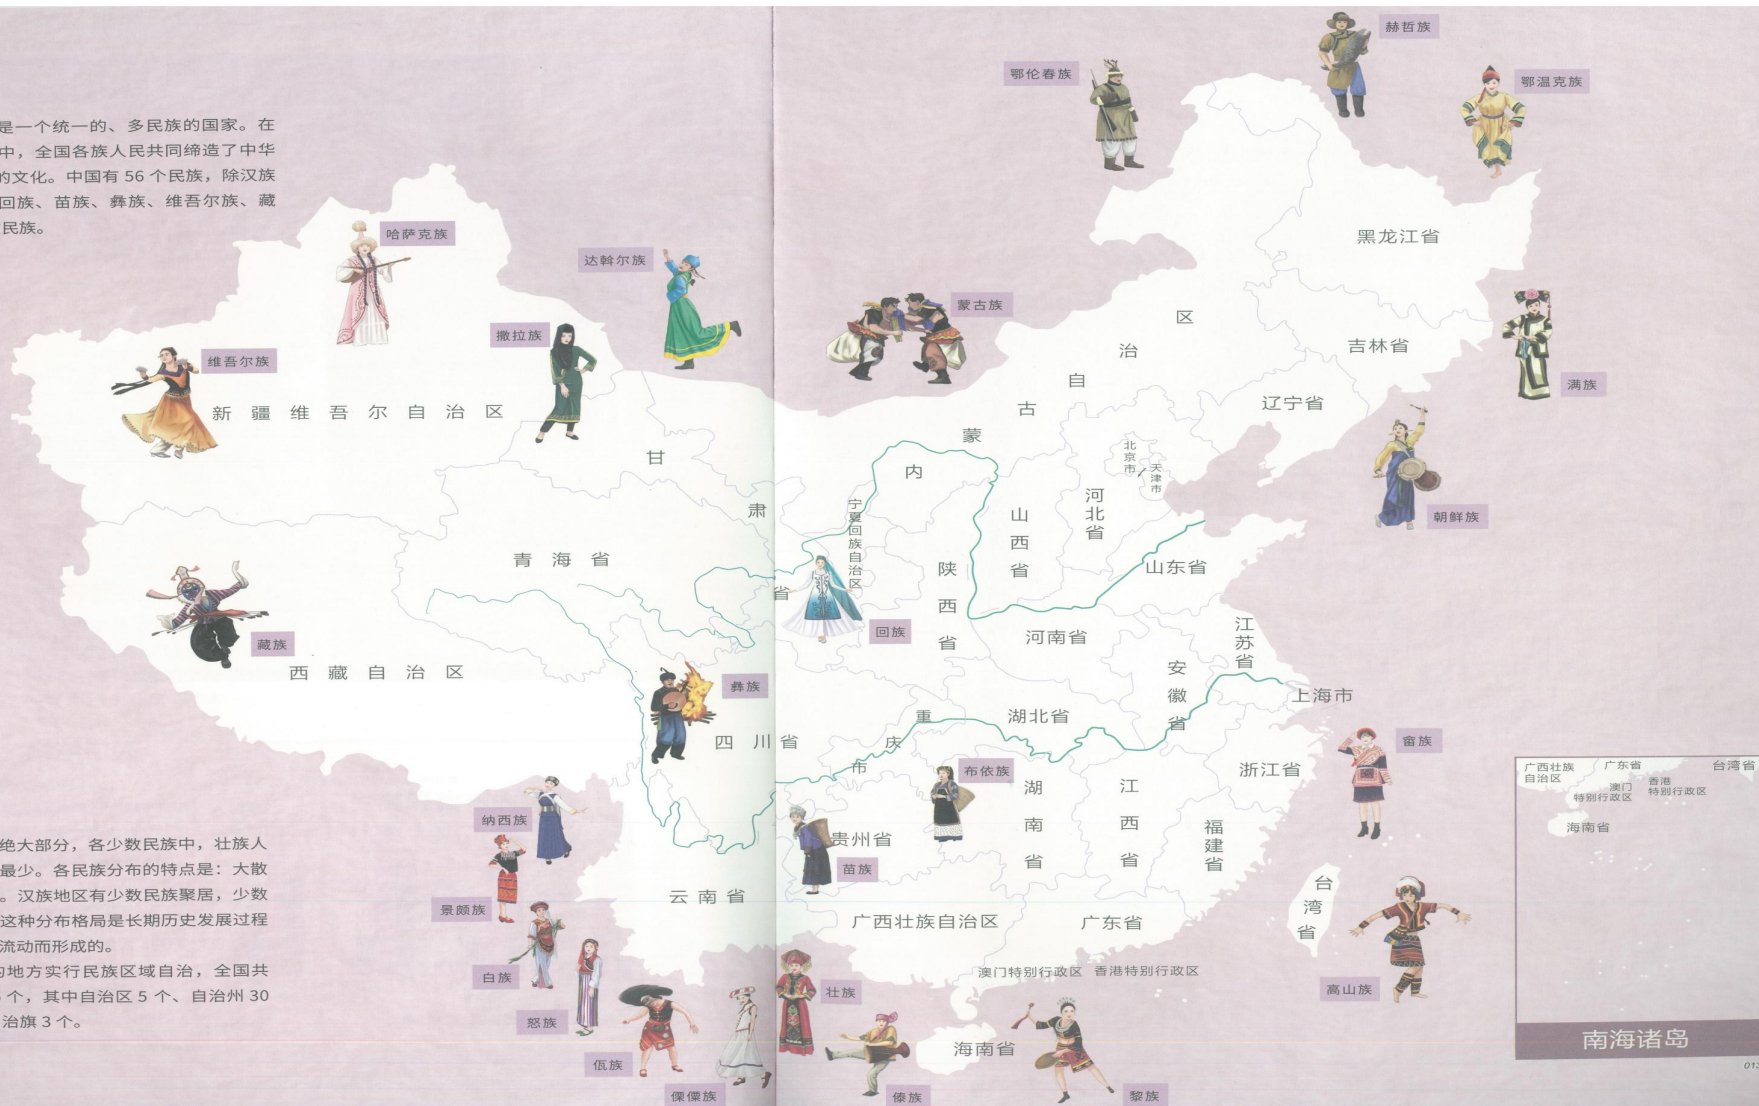 是一个统一的、多民族的国家。在
中，全国各族人民共同缔造了中华
的文化。中国有 56 个民族，除汉族
回族、苗族、彝族、维吾尔族、藏
民族。
赫哲族
鄂伦春族
鄂温克族
哈萨克族
达斡尔族
黑龙江省
蒙古族
撒拉族
维吾尔族
吉林省
满族
新疆维吾尔自治区
辽宁省
内蒙古自治区
北京市
天津市
甘肃省
宁夏回族自治区
河北省
山西省
朝鲜族
青海省
陕西省
山东省
藏族
回族
河南省
江苏省
西藏自治区
安徽省
彝族
上海市
湖北省
重庆市
四川省
畲族
布依族
浙江省
湖南省
江西省
纳西族
贵州省
福建省
苗族
云南省
台湾省
景颇族
广西壮族自治区
广东省
澳门特别行政区
香港特别行政区
白族
壮族
高山族
怒族
海南省
佤族
傈僳族
傣族
黎族
绝大部分，各少数民族中，壮族人
最少。各民族分布的特点是：大散
。汉族地区有少数民族聚居，少数
这种分布格局是长期历史发展过程
流动而形成的。
的地方实行民族区域自治，全国共
个，其中自治区 5 个、自治州 30
治旗 3 个。
广西壮族
自治区
广东省
台湾省
澳门
特别行政区
香港
特别行政区
海南省
南海诸岛